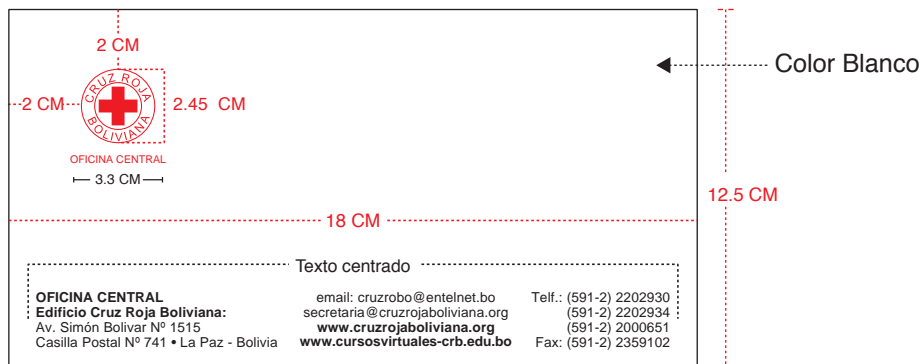 2 CM
Color Blanco
CRUZ ROJA
BOLIVIANA
2 CM
2.45 CM
OFICINA CENTRAL
3.3 CM
12.5 CM
18 CM
Texto centrado
OFICINA CENTRAL
Edificio Cruz Roja Boliviana:
Av. Simón Bolivar Nº 1515
Casilla Postal Nº 741 • La Paz - Bolivia
email: cruzrobo@entelnet.bo
secretaria@cruzrojaboliviana.org
www.cruzrojaboliviana.org
www.cursosvirtuales-crb.edu.bo
Telf.: (591-2) 2202930
(591-2) 2202934
(591-2) 2000651
Fax: (591-2) 2359102